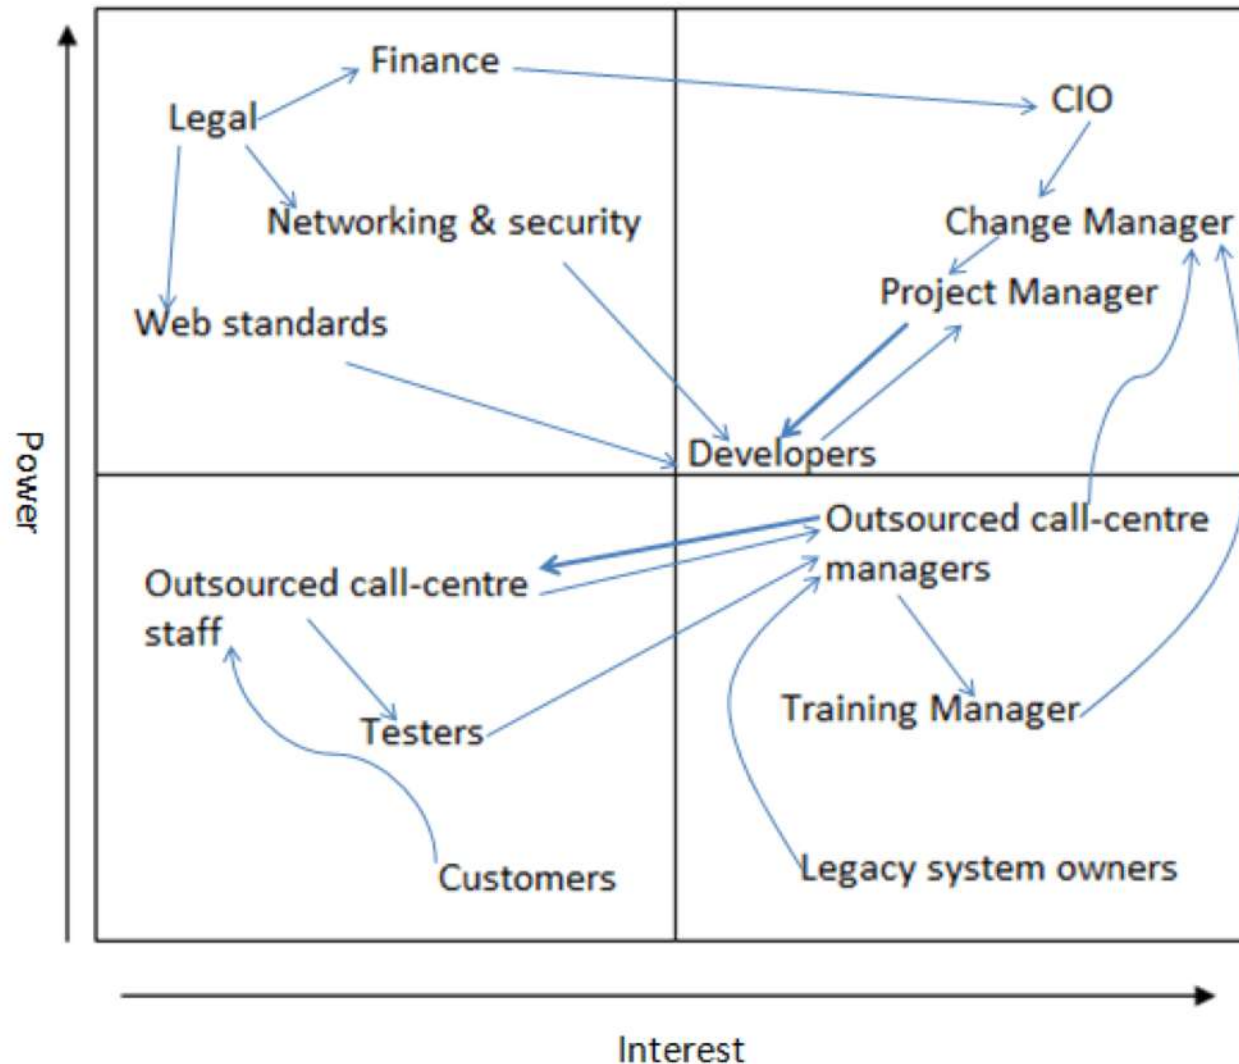 Finance
CIO
Legal
Networking & security
Change Manager
Project Manager
Web standards
Power
Developers
Outsourced call-centre
managers
Outsourced call-centre
staff
Training Manager
Testers
Legacy system owners
Customers
Interest